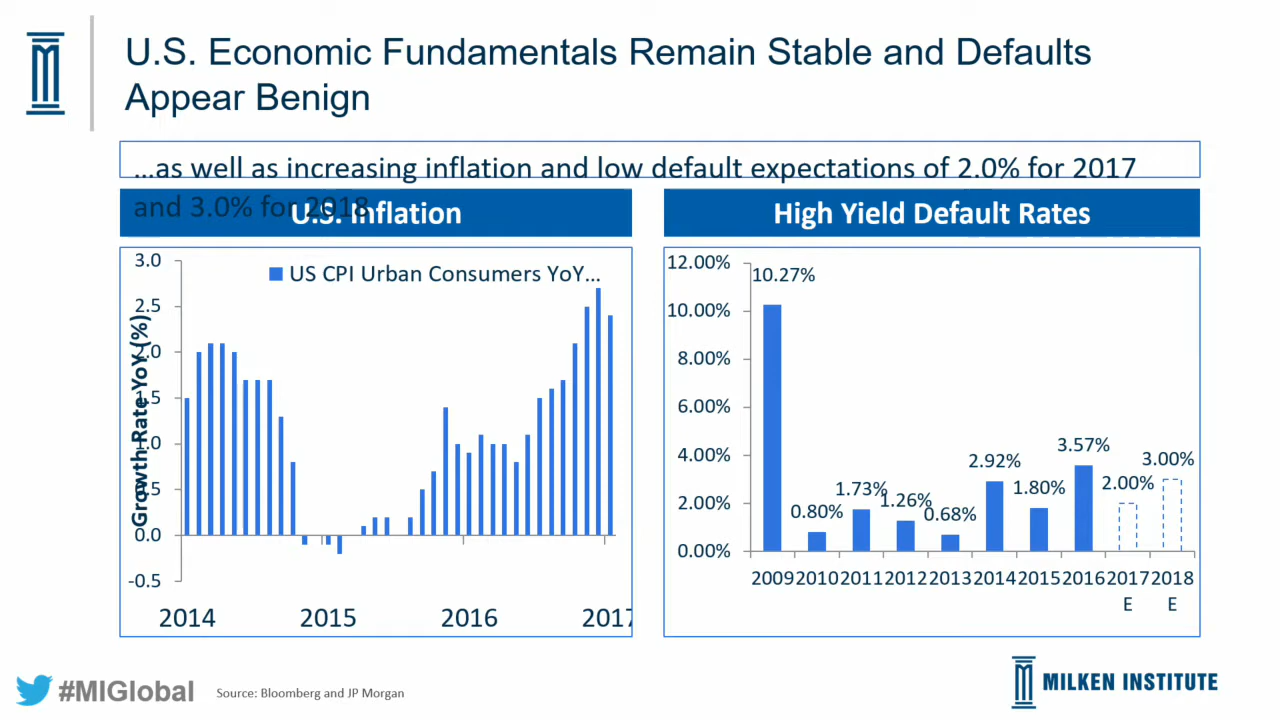 U.S. Economic Fundamentals Remain Stable and Defaults
Appear Benign
...as well as increasing inflation and low default expectations of 2.0% for 2017
and 3.0% for 2018
U.S. Inflation
High Yield Default Rates
US CPI Urban Consumers YoY...
Growth Rate YoY (%)
3.0
2.5
2.0
1.5
1.0
0.5
0.0
-0.5
2014 2015 2016 2017
12.00%
10.00%
8.00%
6.00%
4.00%
2.00%
0.00%
10.27%
0.80%
1.73%
1.26%
0.68%
2.92%
1.80%
3.57%
2.00%
3.00%
2009 2010 2011 2012 2013 2014 2015 2016 2017 2018
E E
#MIGlobal
Source: Bloomberg and JP Morgan
MILKEN INSTITUTE